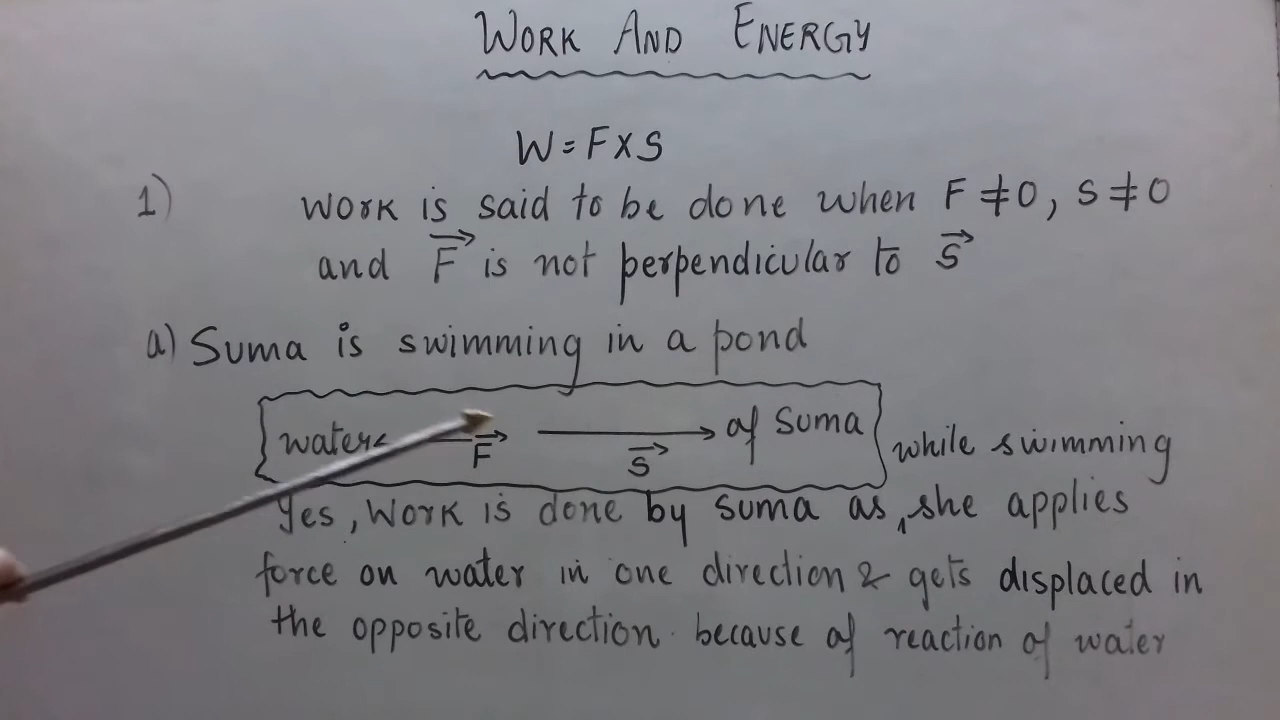 WORK AND ENERGY
W = F X S
1) Work is said to be done when F ≠ 0, S ≠ 0
and F⃗ is not perpendicular to S⃗
a) Suma is swimming in a pond
water F⃗ S⃗ of Suma while swimming
Yes, Work is done by Suma as, she applies
force on water in one direction & gets displaced in
the opposite direction. because of reaction of water